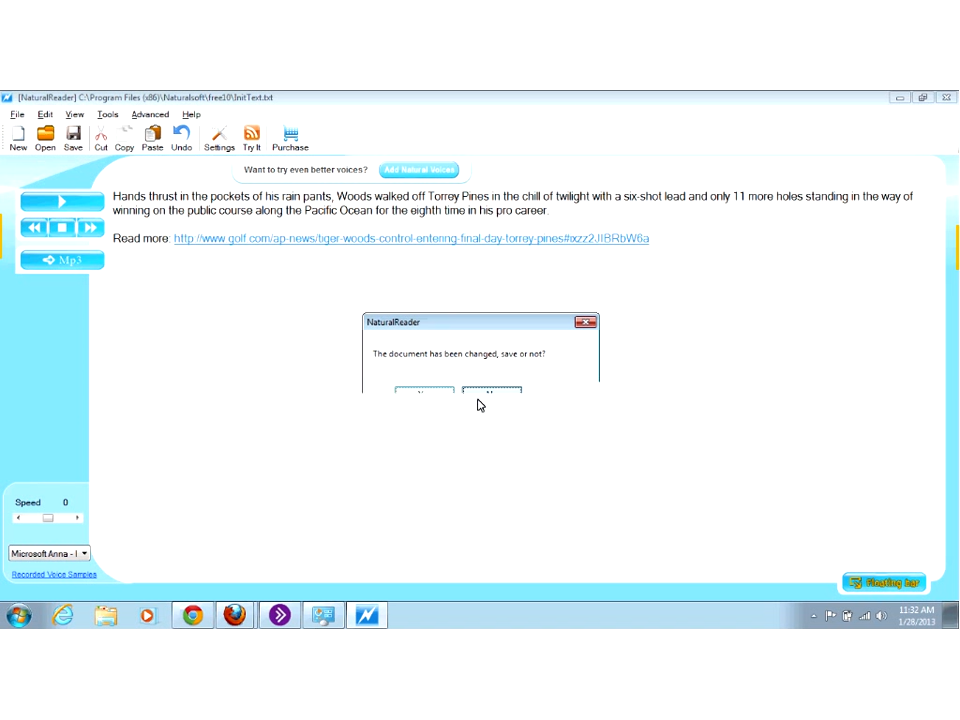 [NaturalReader] C:\Program Files (x86)\Naturalsoft\free10\InitText.txt
File Edit View Tools Advanced Help
New Open Save Cut Copy Paste Undo Settings Try It Purchase
Want to try even better voices? Add Natural Voices
Hands thrust in the pockets of his rain pants, Woods walked off Torrey Pines in the chill of twilight with a six-shot lead and only 11 more holes standing in the way of
winning on the public course along the Pacific Ocean for the eighth time in his pro career.
Read more: http://www.golf.com/ap-news/tiger-woods-control-entering-final-day-torrey-pines#ixzz2JIBRbW6a
Mp3
NaturalReader
The document has been changed, save or not?
Speed 0
Microsoft Anna -
Recorded Voice Samples
Floating bar
11:32 AM
1/28/2013